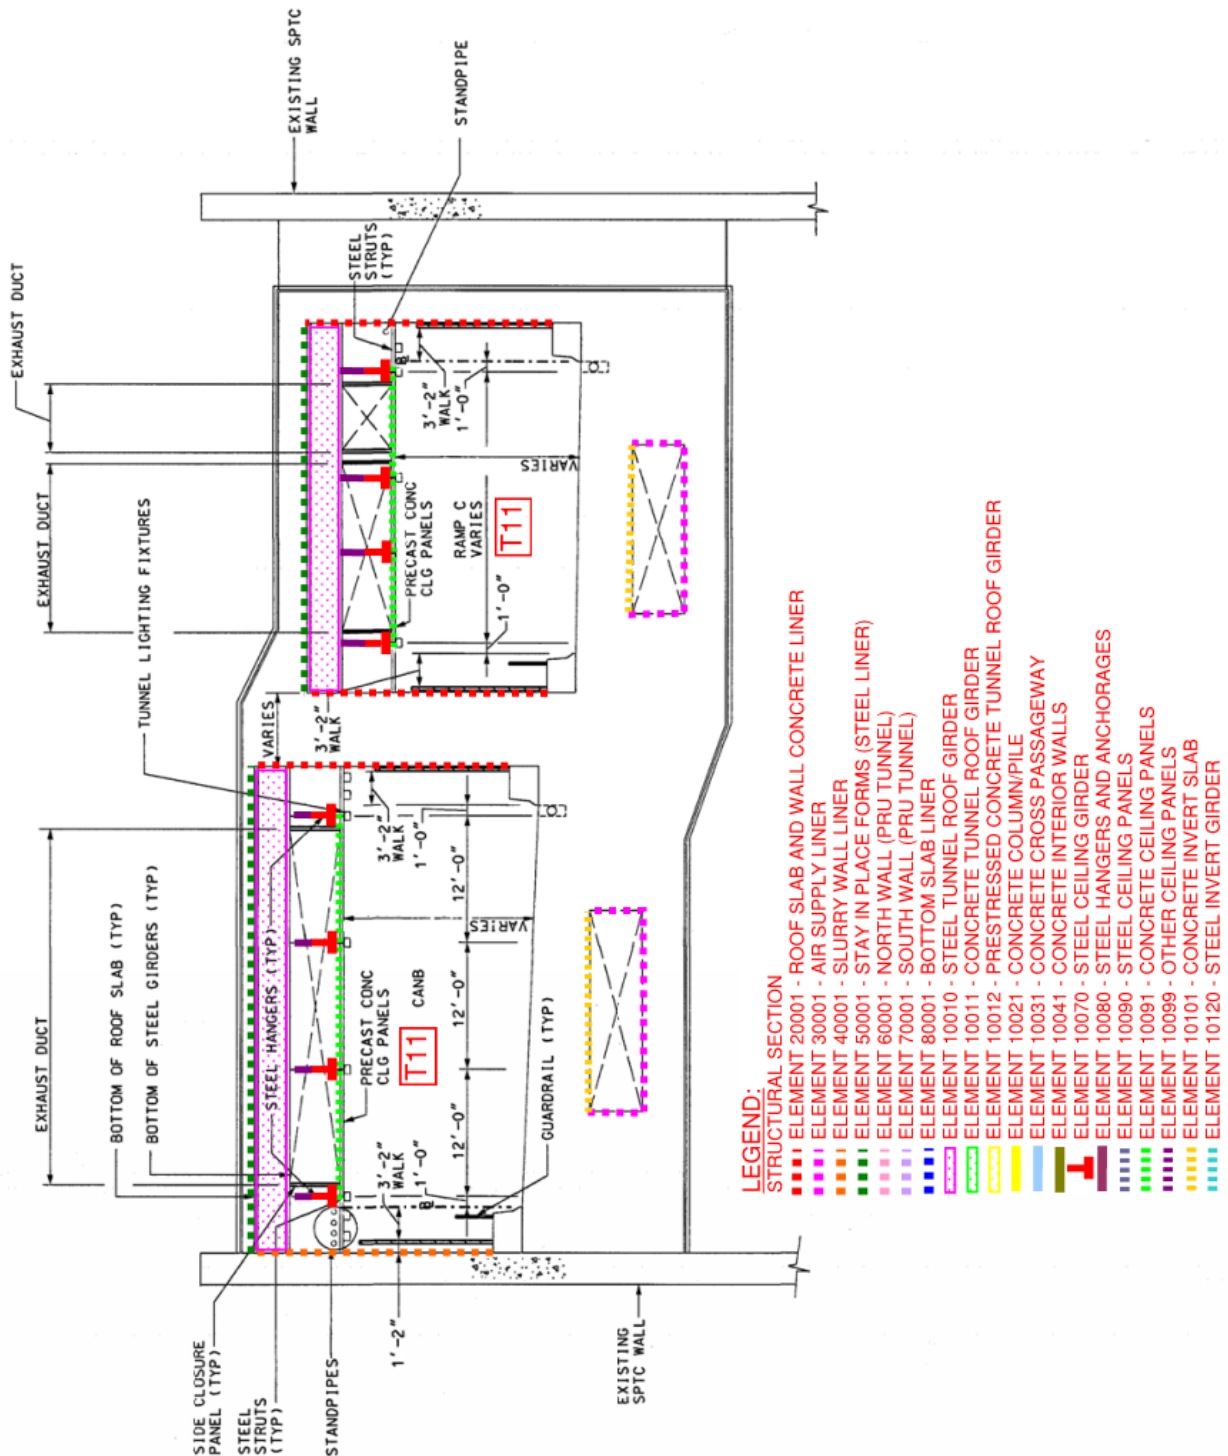 EXISTING SPTC
WALL
STANDPIPE
EXHAUST DUCT
STEEL
STRUTS
(TYP)
EXHAUST DUCT
TUNNEL LIGHTING FIXTURES
3'-2"
WALK
1'-0"
VARIES
PRECAST CONC
CLG PANELS
RAMP C
VARIES
T11
1'-0"
3'-2"
WALK
VARIES
EXHAUST DUCT
BOTTOM OF ROOF SLAB (TYP)
BOTTOM OF STEEL GIRDERS (TYP)
STEEL HANGERS (TYP)
3'-2"
WALK
1'-0"
12'-0"
VARIES
PRECAST CONC
CLG PANELS
T11
CANB
12'-0"
12'-0"
3'-2"
WALK
1'-0"
GUARDRAIL (TYP)
SIDE CLOSURE
PANEL (TYP)
STEEL
STRUTS
(TYP)
STANDPIPES
1'-2"
EXISTING
SPTC WALL
LEGEND:
STRUCTURAL SECTION
ELEMENT 20001 - ROOF SLAB AND WALL CONCRETE LINER
ELEMENT 3001 - AIR SUPPLY LINER
ELEMENT 40001 - SLURRY WALL LINER
ELEMENT 50001 - STAY IN PLACE FORMS (STEEL LINER)
ELEMENT 60001 - NORTH WALL (PRU TUNNEL)
ELEMENT 70001 - SOUTH WALL (PRU TUNNEL)
ELEMENT 80001 - BOTTOM SLAB LINER
ELEMENT 10010 - STEEL TUNNEL ROOF GIRDER
ELEMENT 10011 - CONCRETE TUNNEL ROOF GIRDER
ELEMENT 10012 - PRESTRESSED CONCRETE TUNNEL ROOF GIRDER
ELEMENT 10021 - CONCRETE COLUMN/PILE
ELEMENT 10031 - CONCRETE CROSS PASSAGEWAY
ELEMENT 10041 - CONCRETE INTERIOR WALLS
ELEMENT 10070 - STEEL CEILING GIRDER
ELEMENT 10080 - STEEL HANGERS AND ANCHORAGES
ELEMENT 10090 - STEEL CEILING PANELS
ELEMENT 10091 - CONCRETE CEILING PANELS
ELEMENT 10099 - OTHER CEILING PANELS
ELEMENT 10101 - CONCRETE INVERT SLAB
ELEMENT 10120 - STEEL INVERT GIRDER